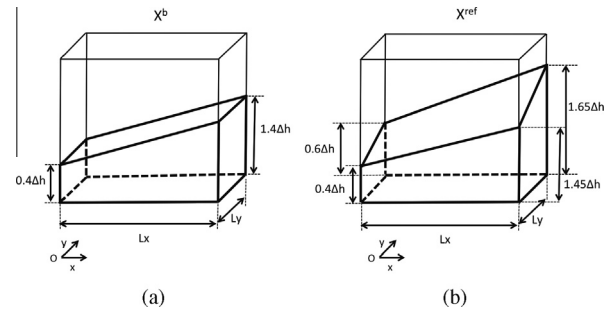 X^b
1.4Δh
0.4Δh
Lx
Ly
y
O
x
(a)
X^ref
1.65Δh
0.6Δh
0.4Δh
1.45Δh
Lx
Ly
y
O
x
(b)